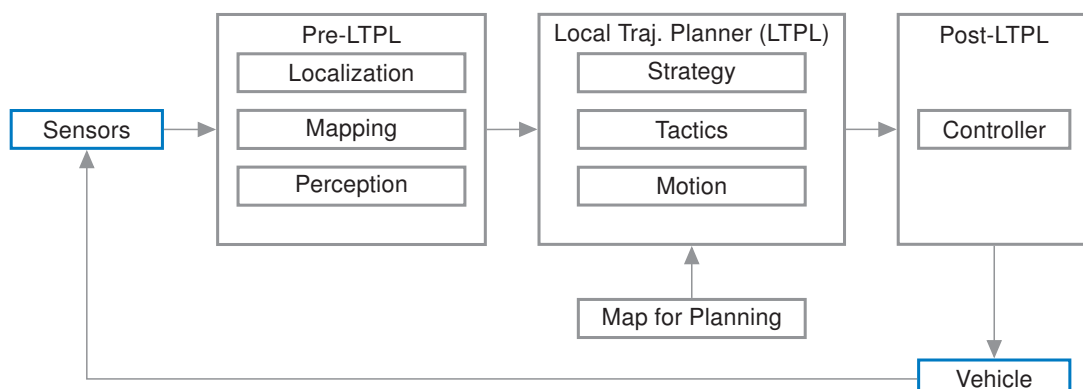 Pre-LTPL
Localization
Mapping
Perception
Sensors
Local Traj. Planner (LTPL)
Strategy
Tactics
Motion
Map for Planning
Post-LTPL
Controller
Vehicle